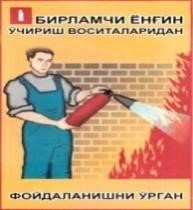 БИРЛАМЧИ ЁНҒИН
ЎЧИРИШ ВОСИТАЛАРИДАН
ФОЙДАЛАНИШНИ ЎРГАН